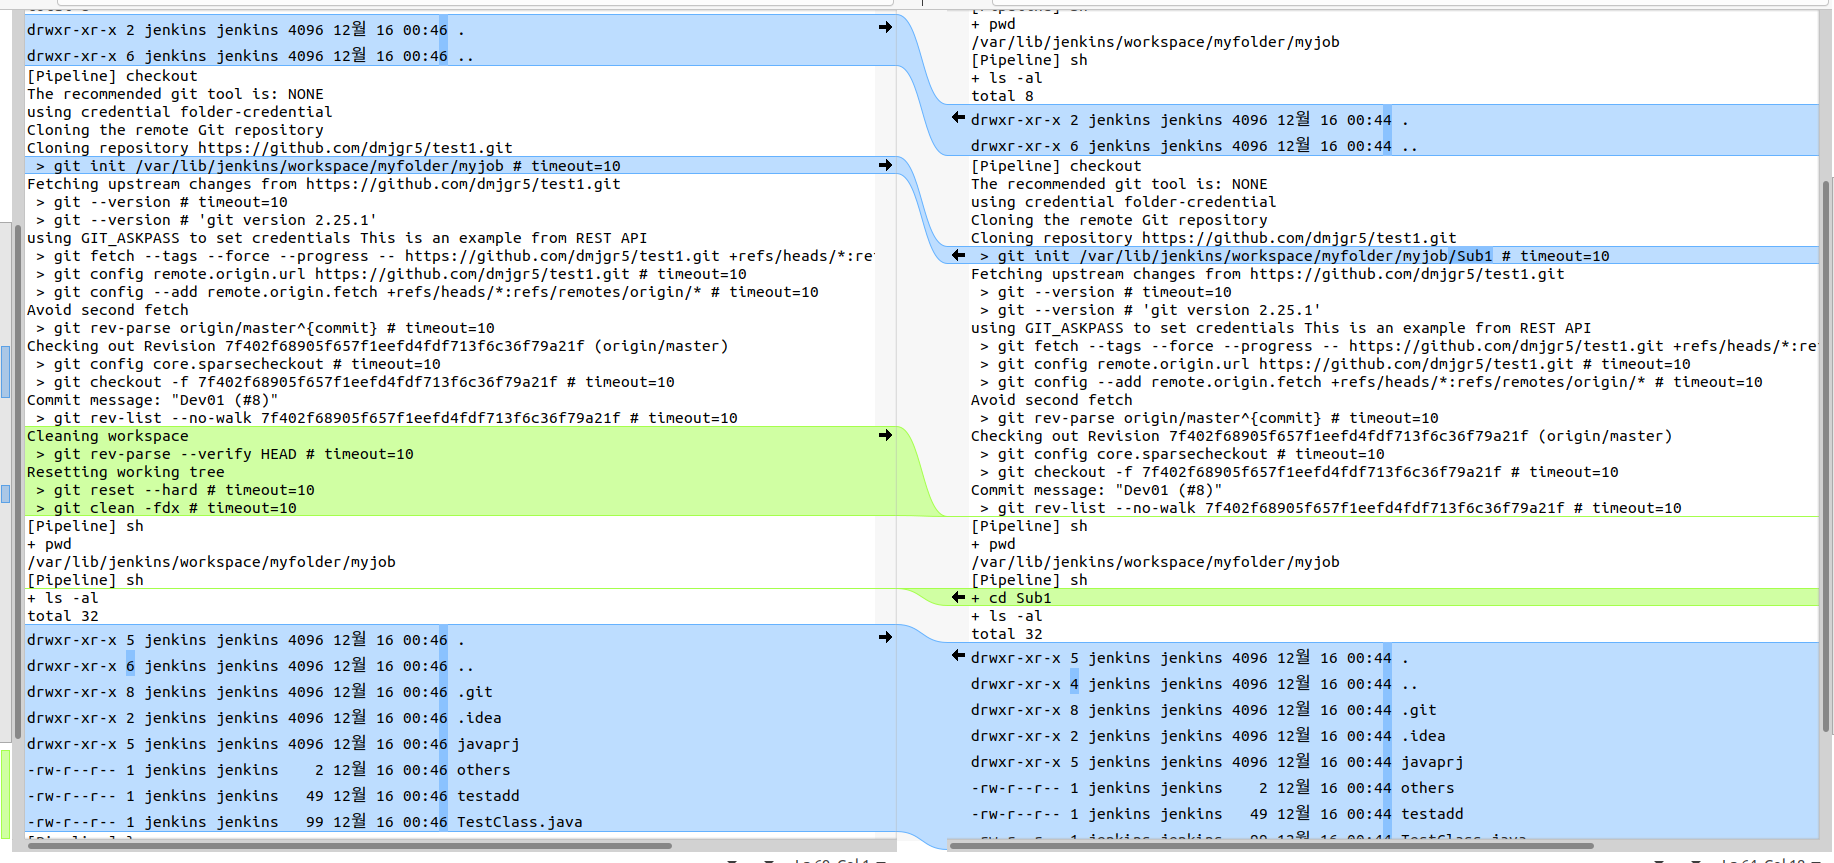 drwxr-xr-x 2 jenkins jenkins 4096 12월 16 00:46 .
drwxr-xr-x 6 jenkins jenkins 4096 12월 16 00:46 ..
[Pipeline] checkout
The recommended git tool is: NONE
using credential folder-credential
Cloning the remote Git repository
Cloning repository https://github.com/dmjgr5/test1.git
> git init /var/lib/jenkins/workspace/myfolder/myjob # timeout=10
Fetching upstream changes from https://github.com/dmjgr5/test1.git
> git --version # timeout=10
> git --version # 'git version 2.25.1'
using GIT_ASKPASS to set credentials This is an example from REST API
> git fetch --tags --force --progress -- https://github.com/dmjgr5/test1.git +refs/heads/*:re
> git config remote.origin.url https://github.com/dmjgr5/test1.git # timeout=10
> git config --add remote.origin.fetch +refs/heads/*:refs/remotes/origin/* # timeout=10
Avoid second fetch
> git rev-parse origin/master^{commit} # timeout=10
Checking out Revision 7f402f68905f657f1eefd4fdf713f6c36f79a21f (origin/master)
> git config core.sparsecheckout # timeout=10
> git checkout -f 7f402f68905f657f1eefd4fdf713f6c36f79a21f # timeout=10
Commit message: "Dev01 (#8)"
> git rev-list --no-walk 7f402f68905f657f1eefd4fdf713f6c36f79a21f # timeout=10
Cleaning workspace
> git rev-parse --verify HEAD # timeout=10
Resetting working tree
> git reset --hard # timeout=10
> git clean -fdx # timeout=10
[Pipeline] sh
+ pwd
/var/lib/jenkins/workspace/myfolder/myjob
[Pipeline] sh
+ ls -al
total 32
drwxr-xr-x 5 jenkins jenkins 4096 12월 16 00:46 .
drwxr-xr-x 6 jenkins jenkins 4096 12월 16 00:46 ..
drwxr-xr-x 8 jenkins jenkins 4096 12월 16 00:46 .git
drwxr-xr-x 2 jenkins jenkins 4096 12월 16 00:46 .idea
drwxr-xr-x 5 jenkins jenkins 4096 12월 16 00:46 javaprj
-rw-r--r-- 1 jenkins jenkins 2 12월 16 00:46 others
-rw-r--r-- 1 jenkins jenkins 49 12월 16 00:46 testadd
-rw-r--r-- 1 jenkins jenkins 99 12월 16 00:46 TestClass.java
[Pipeline] sh
+ pwd
/var/lib/jenkins/workspace/myfolder/myjob
[Pipeline] sh
+ ls -al
total 8
drwxr-xr-x 2 jenkins jenkins 4096 12월 16 00:44 .
drwxr-xr-x 6 jenkins jenkins 4096 12월 16 00:44 ..
[Pipeline] checkout
The recommended git tool is: NONE
using credential folder-credential
Cloning the remote Git repository
Cloning repository https://github.com/dmjgr5/test1.git
> git init /var/lib/jenkins/workspace/myfolder/myjob/Sub1 # timeout=10
Fetching upstream changes from https://github.com/dmjgr5/test1.git
> git --version # timeout=10
> git --version # 'git version 2.25.1'
using GIT_ASKPASS to set credentials This is an example from REST API
> git fetch --tags --force --progress -- https://github.com/dmjgr5/test1.git +refs/heads/*:re
> git config remote.origin.url https://github.com/dmjgr5/test1.git # timeout=10
> git config --add remote.origin.fetch +refs/heads/*:refs/remotes/origin/* # timeout=10
Avoid second fetch
> git rev-parse origin/master^{commit} # timeout=10
Checking out Revision 7f402f68905f657f1eefd4fdf713f6c36f79a21f (origin/master)
> git config core.sparsecheckout # timeout=10
> git checkout -f 7f402f68905f657f1eefd4fdf713f6c36f79a21f # timeout=10
Commit message: "Dev01 (#8)"
> git rev-list --no-walk 7f402f68905f657f1eefd4fdf713f6c36f79a21f # timeout=10
[Pipeline] sh
+ pwd
/var/lib/jenkins/workspace/myfolder/myjob
[Pipeline] sh
+ cd Sub1
+ ls -al
total 32
drwxr-xr-x 5 jenkins jenkins 4096 12월 16 00:44 .
drwxr-xr-x 4 jenkins jenkins 4096 12월 16 00:44 ..
drwxr-xr-x 8 jenkins jenkins 4096 12월 16 00:44 .git
drwxr-xr-x 2 jenkins jenkins 4096 12월 16 00:44 .idea
drwxr-xr-x 5 jenkins jenkins 4096 12월 16 00:44 javaprj
-rw-r--r-- 1 jenkins jenkins 2 12월 16 00:44 others
-rw-r--r-- 1 jenkins jenkins 49 12월 16 00:44 testadd